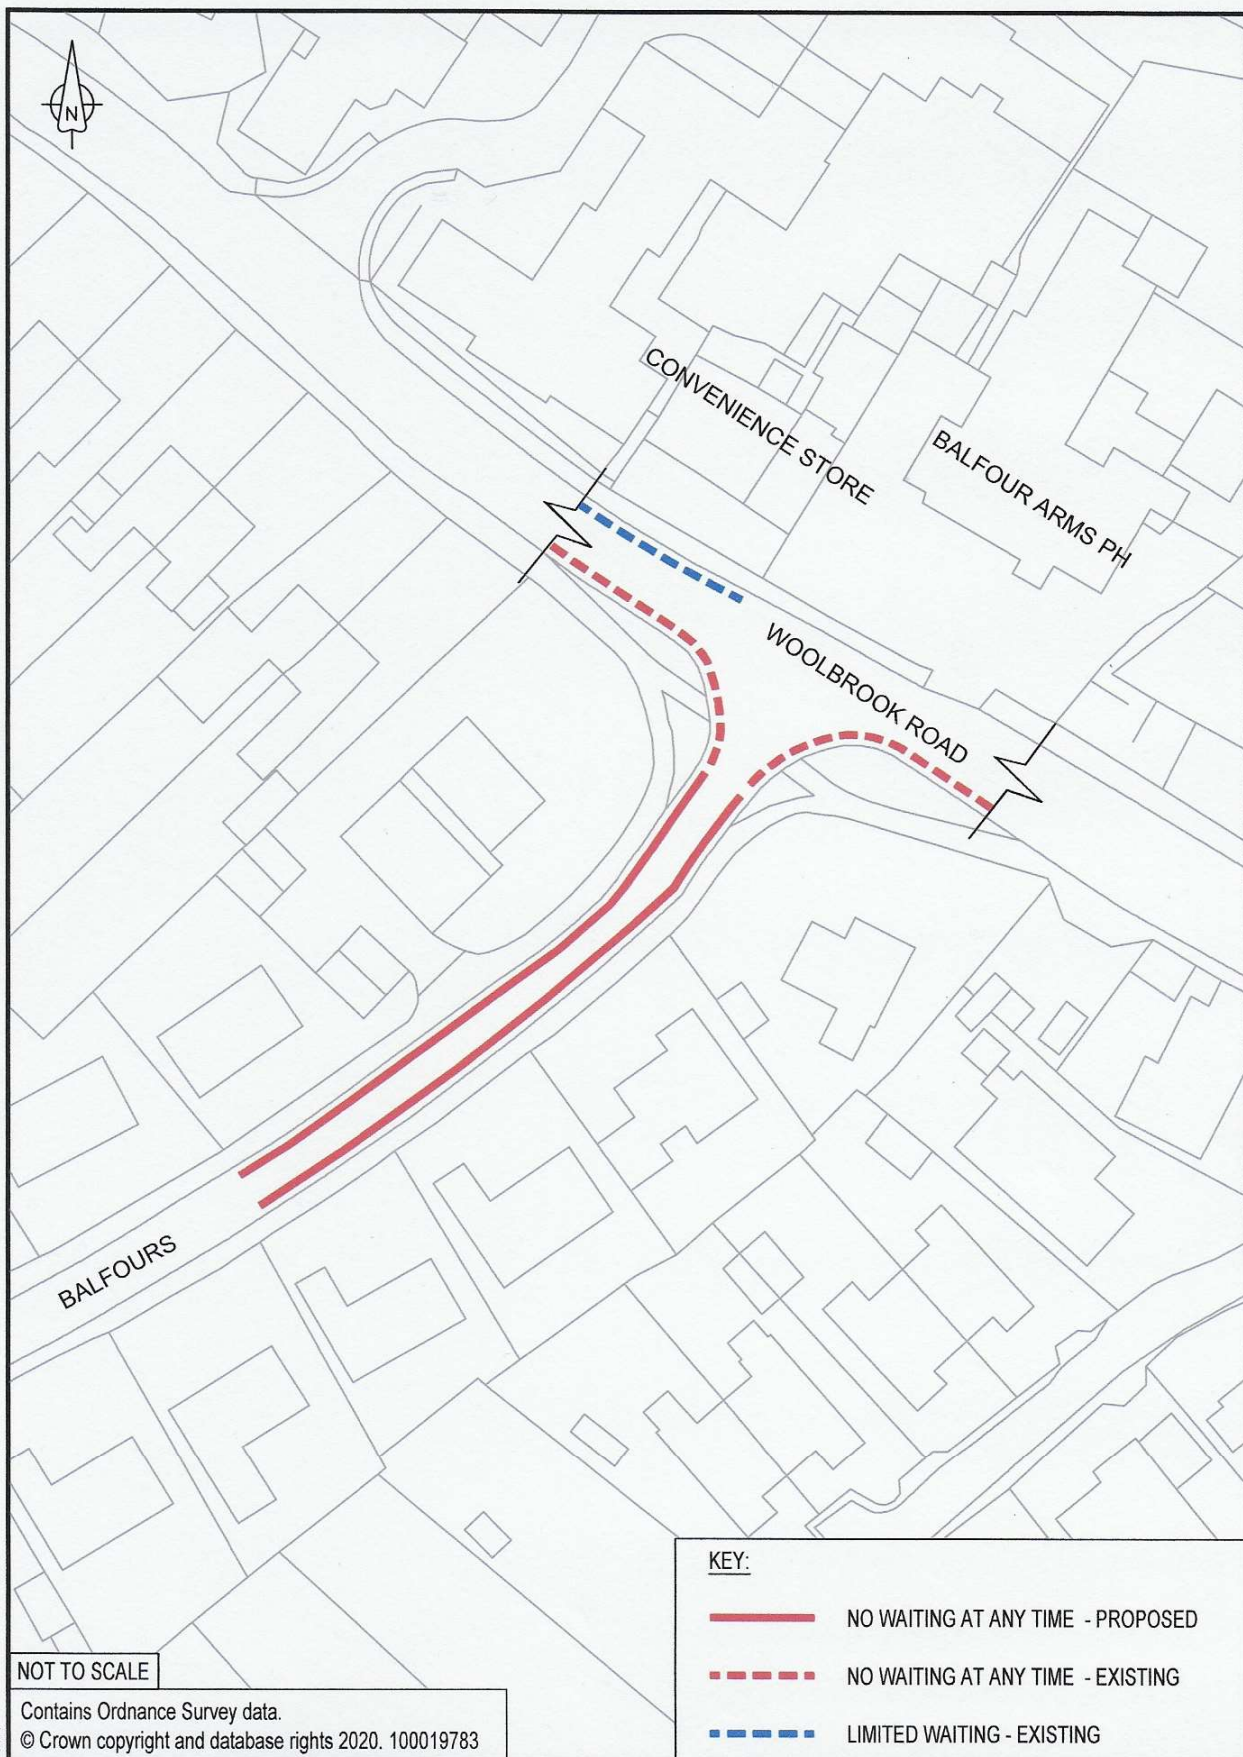 N
CONVENIENCE STORE
BALFOUR ARMS PH
WOOLBROOK ROAD
BALFOURS
KEY:
NO WAITING AT ANY TIME - PROPOSED
NO WAITING AT ANY TIME - EXISTING
LIMITED WAITING - EXISTING
NOT TO SCALE
Contains Ordnance Survey data.
© Crown copyright and database rights 2020. 100019783